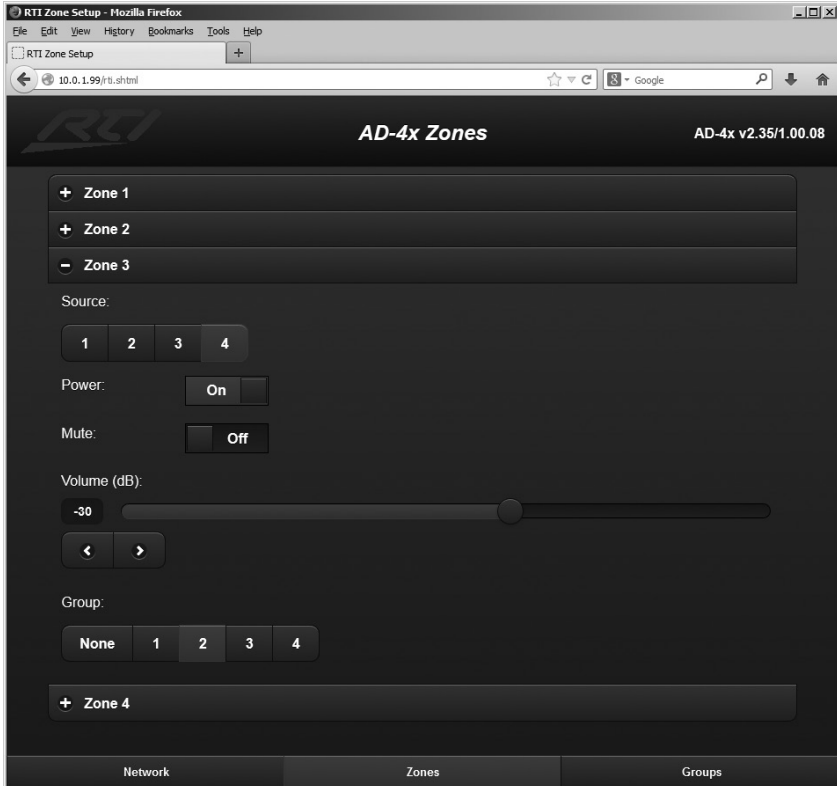 RTI Zone Setup - Mozilla Firefox
File Edit View History Bookmarks Tools Help
RTI Zone Setup
10.0.1.99/rti.shtml
Google
RTI
AD-4x Zones
AD-4x v2.35/1.00.08
Zone 1
Zone 2
Zone 3
Source:
1 2 3 4
Power:
On
Mute:
Off
Volume (dB):
-30
Group:
None 1 2 3 4
Zone 4
Network Zones Groups